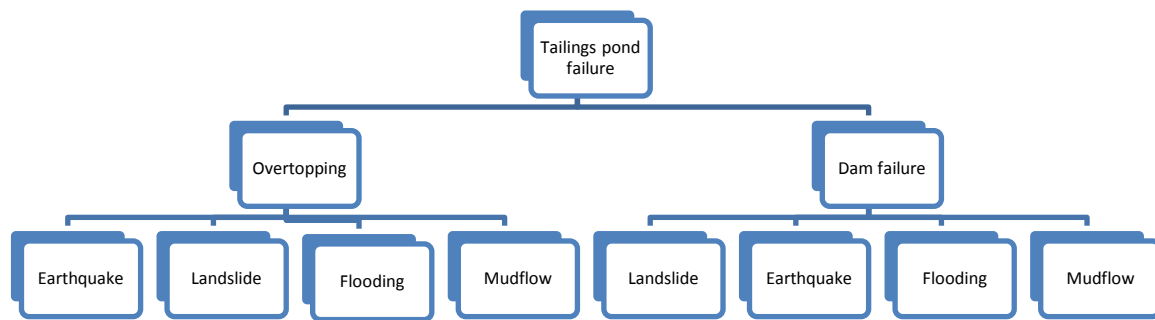 Tailings pond
failure
Overtopping
Dam failure
Earthquake
Landslide
Flooding
Mudflow
Landslide
Earthquake
Flooding
Mudflow